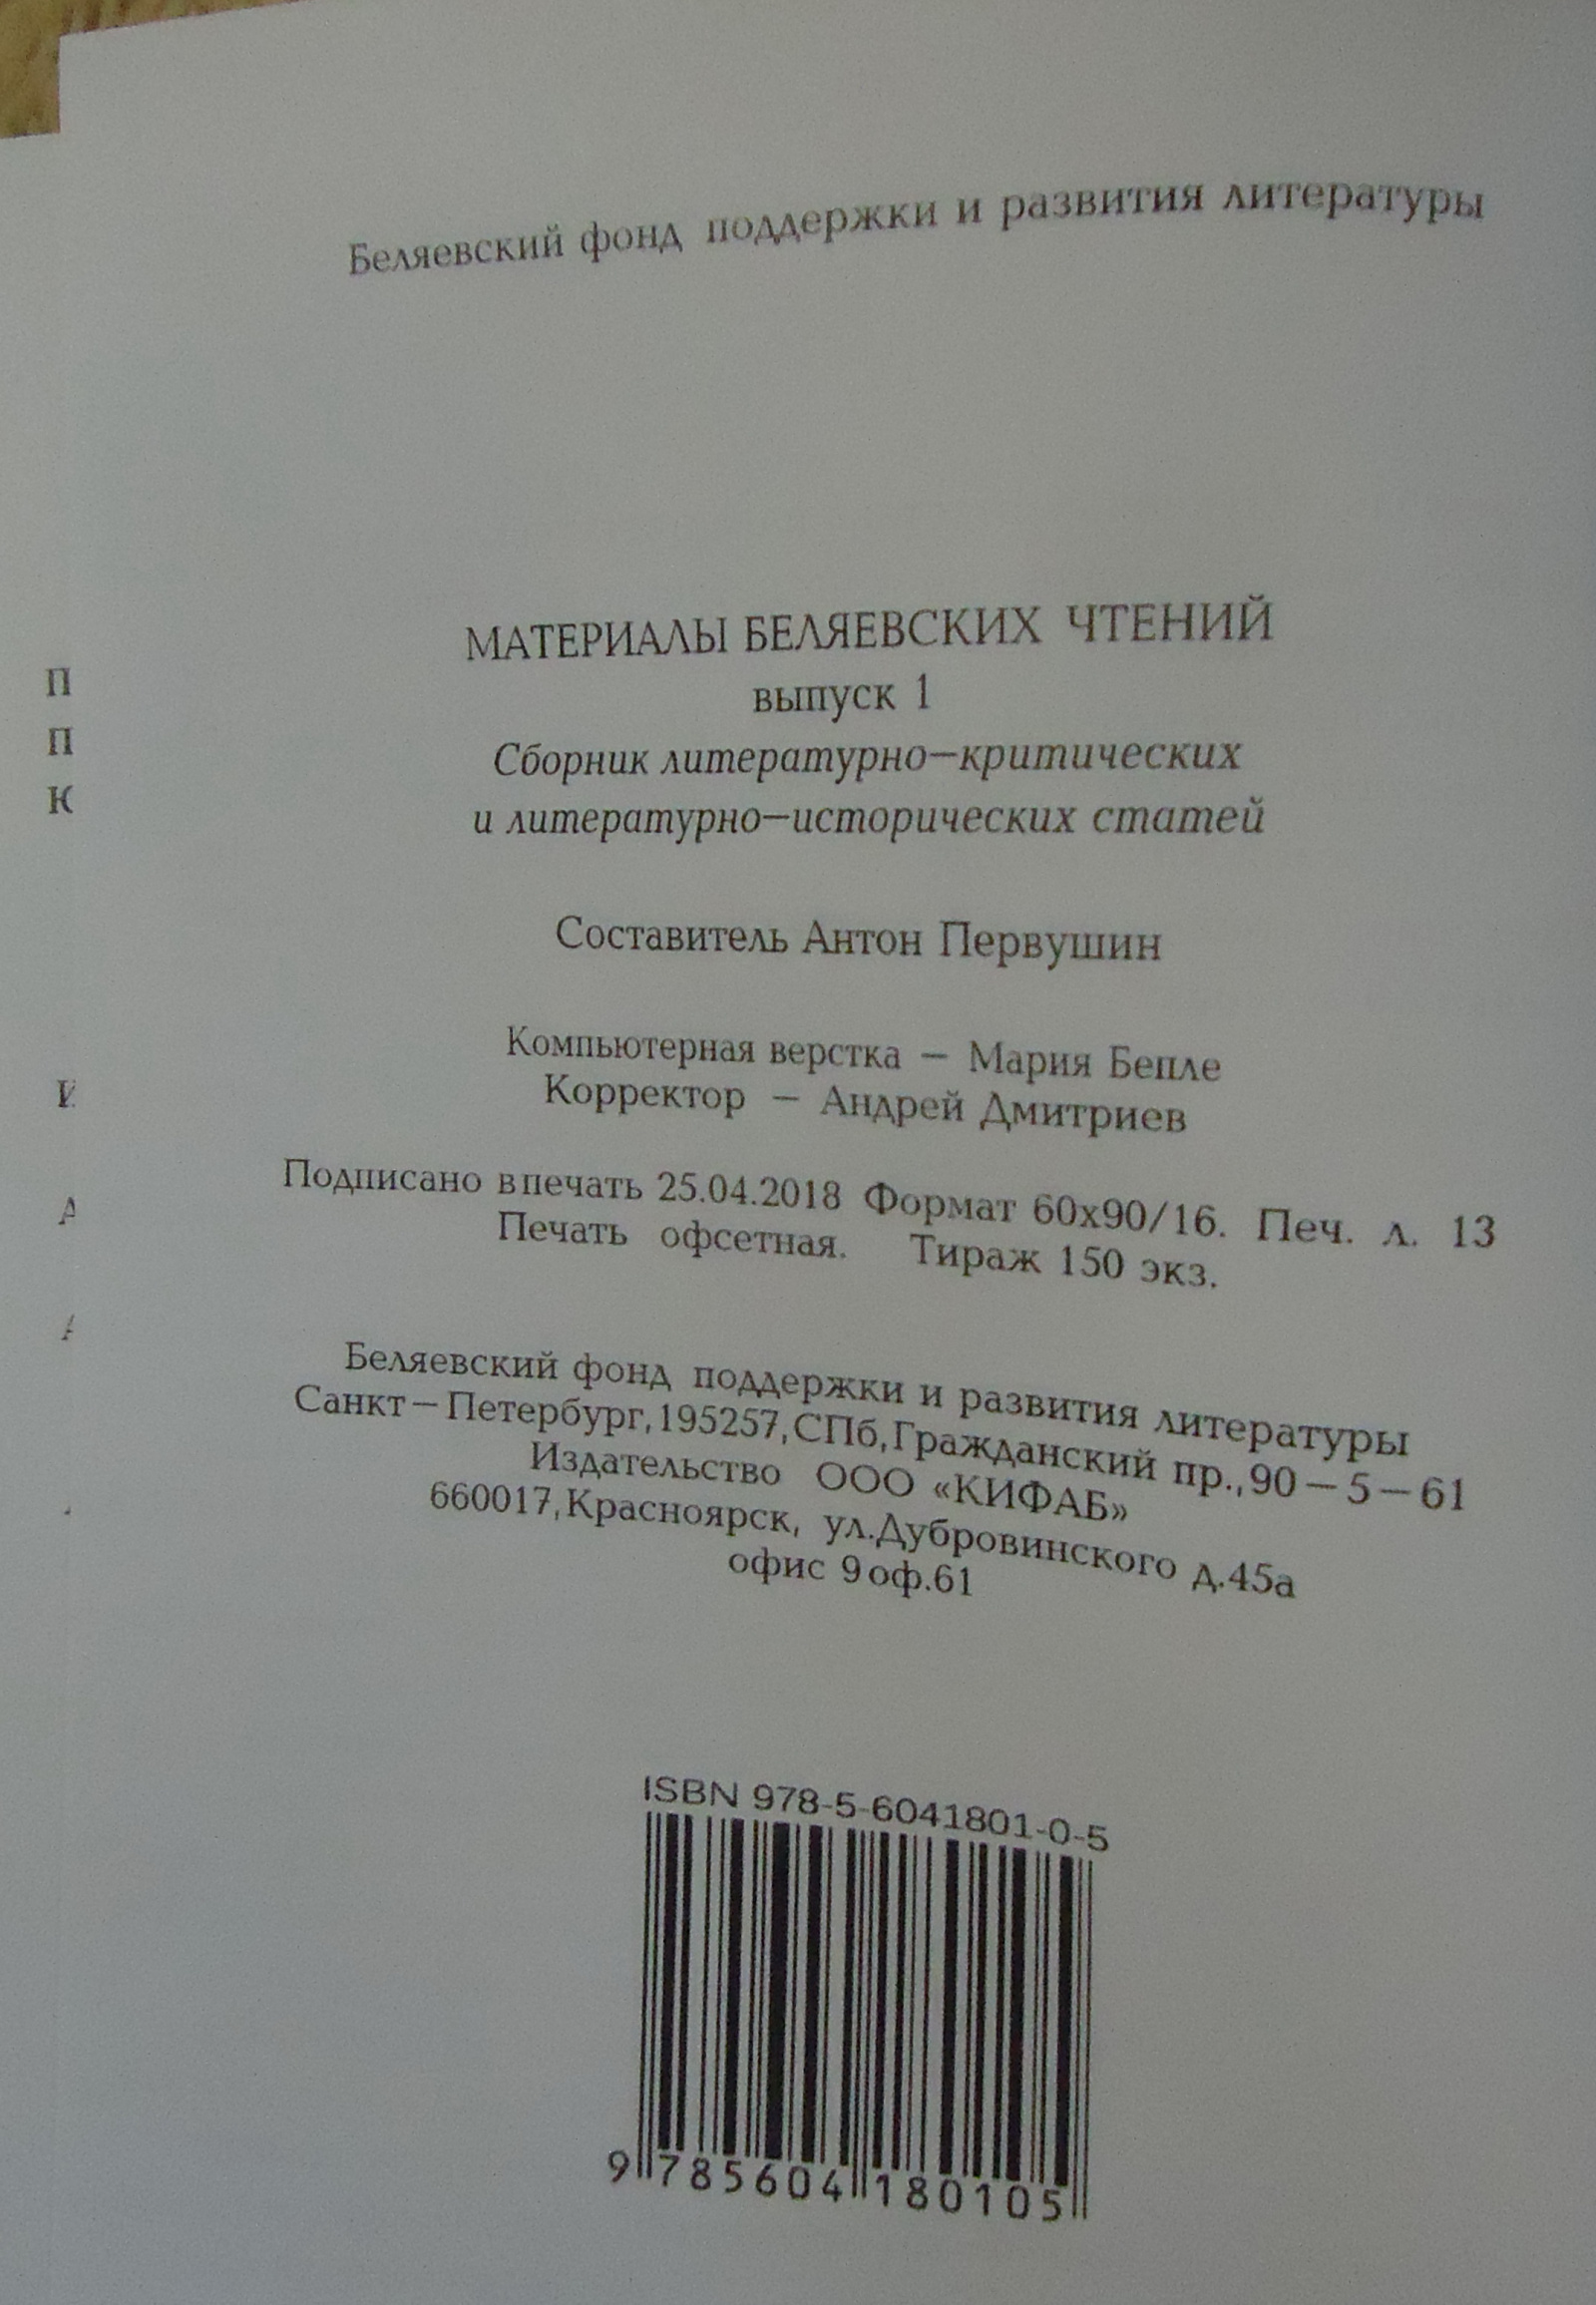 Беляевский фонд поддержки и развития литературы
МАТЕРИАЛЫ БЕЛЯЕВСКИХ ЧТЕНИЙ
выпуск 1
Сборник литературно–критических
и литературно–исторических статей
Составитель Антон Первушин
Компьютерная верстка – Мария Бепле
Корректор – Андрей Дмитриев
Подписано в печать 25.04.2018 Формат 60x90/16. Печ. л. 13
Печать офсетная. Тираж 150 экз.
Беляевский фонд поддержки и развития литературы
Санкт–Петербург,195257,СПб,Гражданский пр.,90–5–61
Издательство ООО «КИФАБ»
660017,Красноярск, ул.Дубровинского д.45а
офис 9 оф.61
ISBN 978-5-6041801-0-5
9 785604 180105
П
П
К